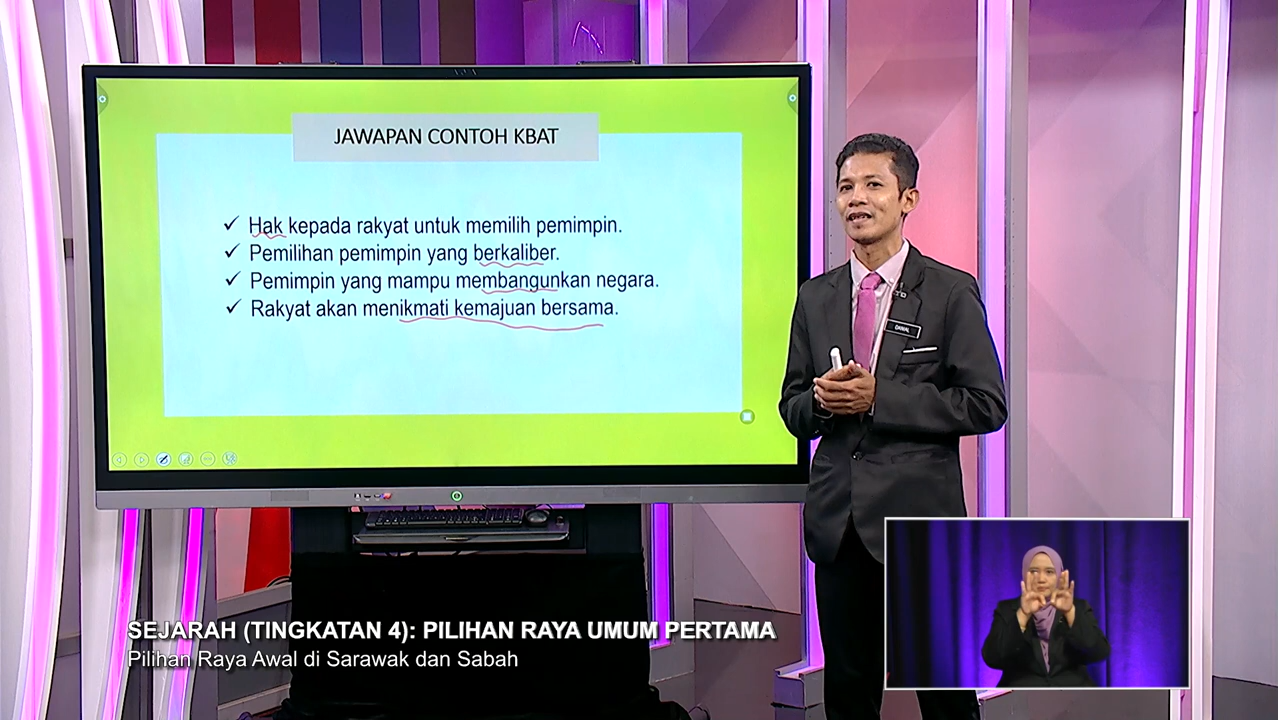 JAWAPAN CONTOH KBAT
✓ Hak kepada rakyat untuk memilih pemimpin.
✓ Pemilihan pemimpin yang berkaliber.
✓ Pemimpin yang mampu membangunkan negara.
✓ Rakyat akan menikmati kemajuan bersama.
DANIAL
SEJARAH (TINGKATAN 4): PILIHAN RAYA UMUM PERTAMA
Pilihan Raya Awal di Sarawak dan Sabah